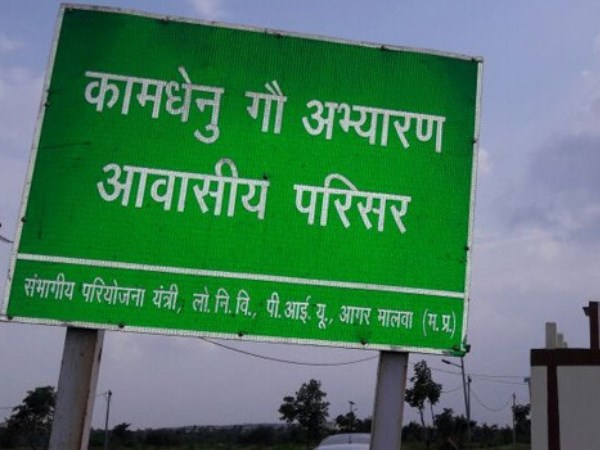 कामधेनु गौ अभ्यारण
आवासीय परिसर
संभागीय परियोजना यंत्री, लो.नि.वि., पी.आई.यू., आगर मालवा (म.प्र.)